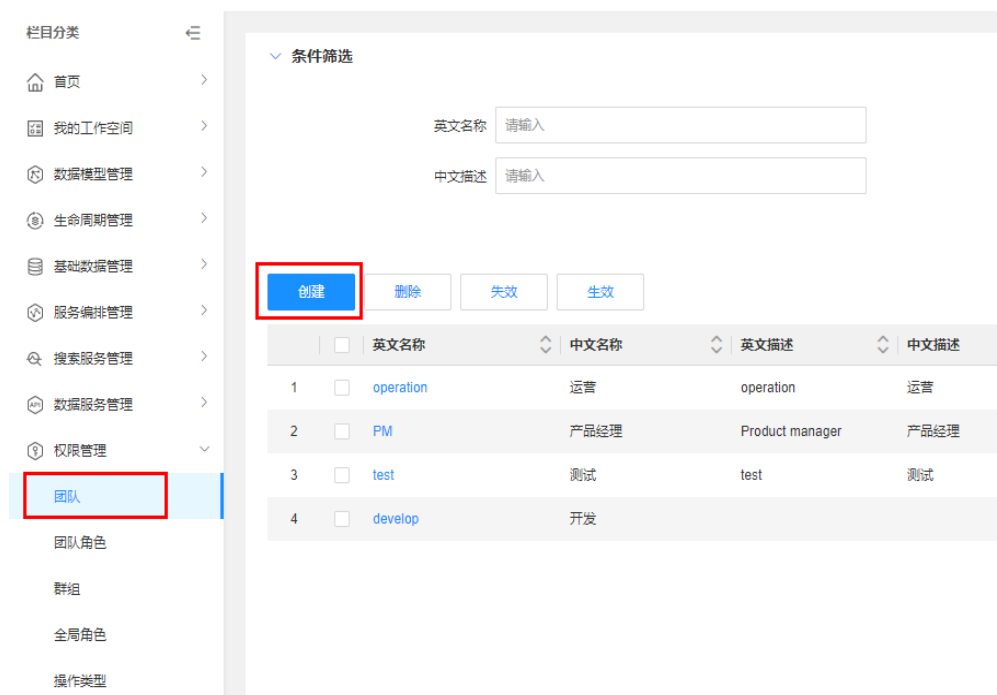 栏目分类
首页
我的工作空间
数据模型管理
生命周期管理
基础数据管理
服务编排管理
搜索服务管理
API 数据服务管理
权限管理
团队
团队角色
群组
全局角色
操作类型
条件筛选
英文名称 请输入
中文描述 请输入
创建 删除 失效 生效
英文名称 中文名称 英文描述 中文描述
1 operation 运营 operation 运营
2 PM 产品经理 Product manager 产品经理
3 test 测试 test 测试
4 develop 开发